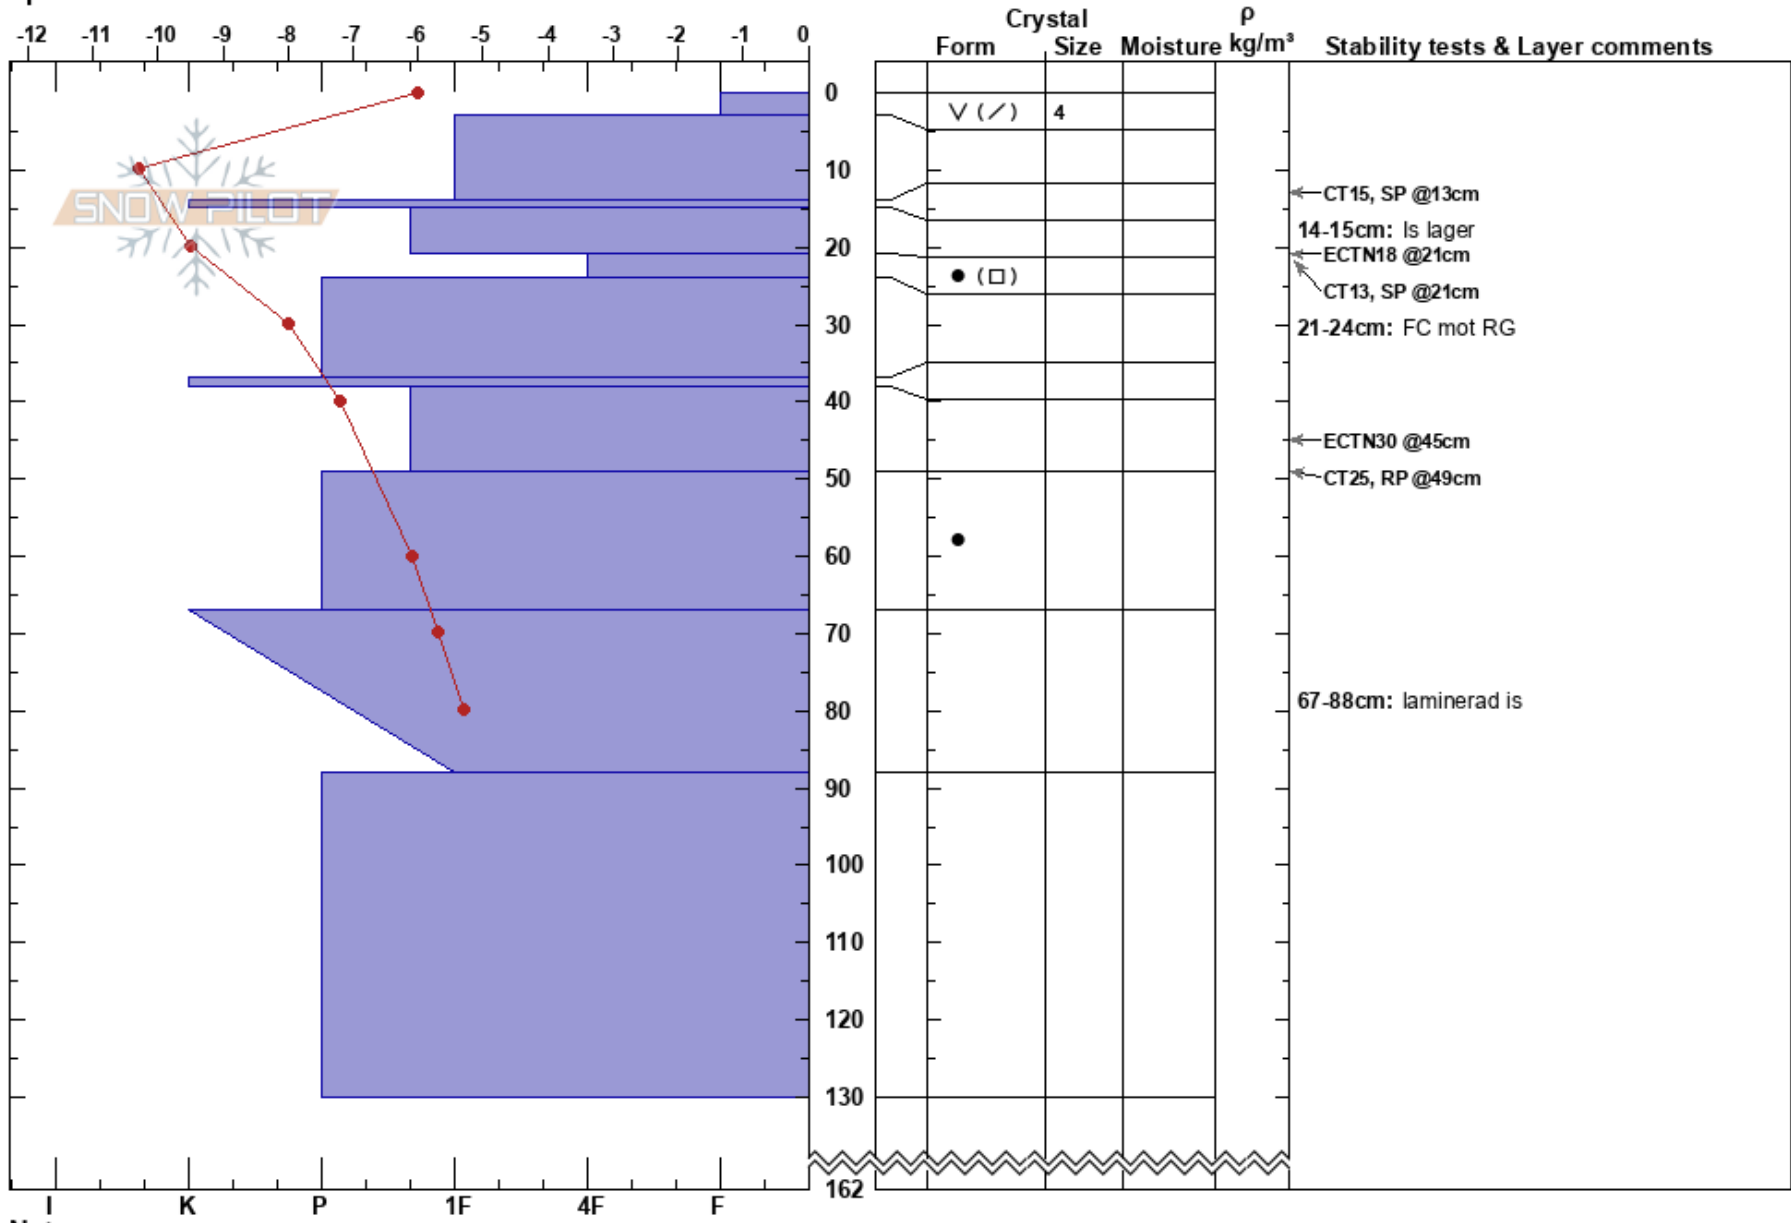 -12 -11 -10 -9 -8 -7 -6 -5 -4 -3 -2 -1 0
Crystal
ρ
Form Size Moisture kg/m³ Stability tests & Layer comments
0
V (/) 4
10
SNOW PILOT
CT15, SP @13cm
14-15cm: Is lager
20
ECTN18 @21cm
CT13, SP @21cm
30
21-24cm: FC mot RG
40
ECTN30 @45cm
50
CT25, RP @49cm
60
70
67-88cm: laminerad is
80
90
100
110
120
130
162
I K P 1F 4F F